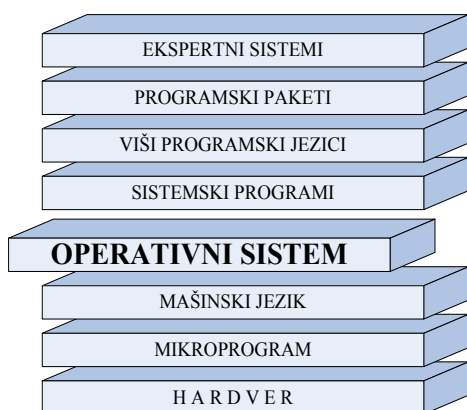 EKSPERTNI SISTEMI
PROGRAMSKI PAKETI
VIŠI PROGRAMSKI JEZICI
SISTEMSKI PROGRAMI
OPERATIVNI SISTEM
MAŠINSKI JEZIK
MIKROPROGRAM
H A R D V E R